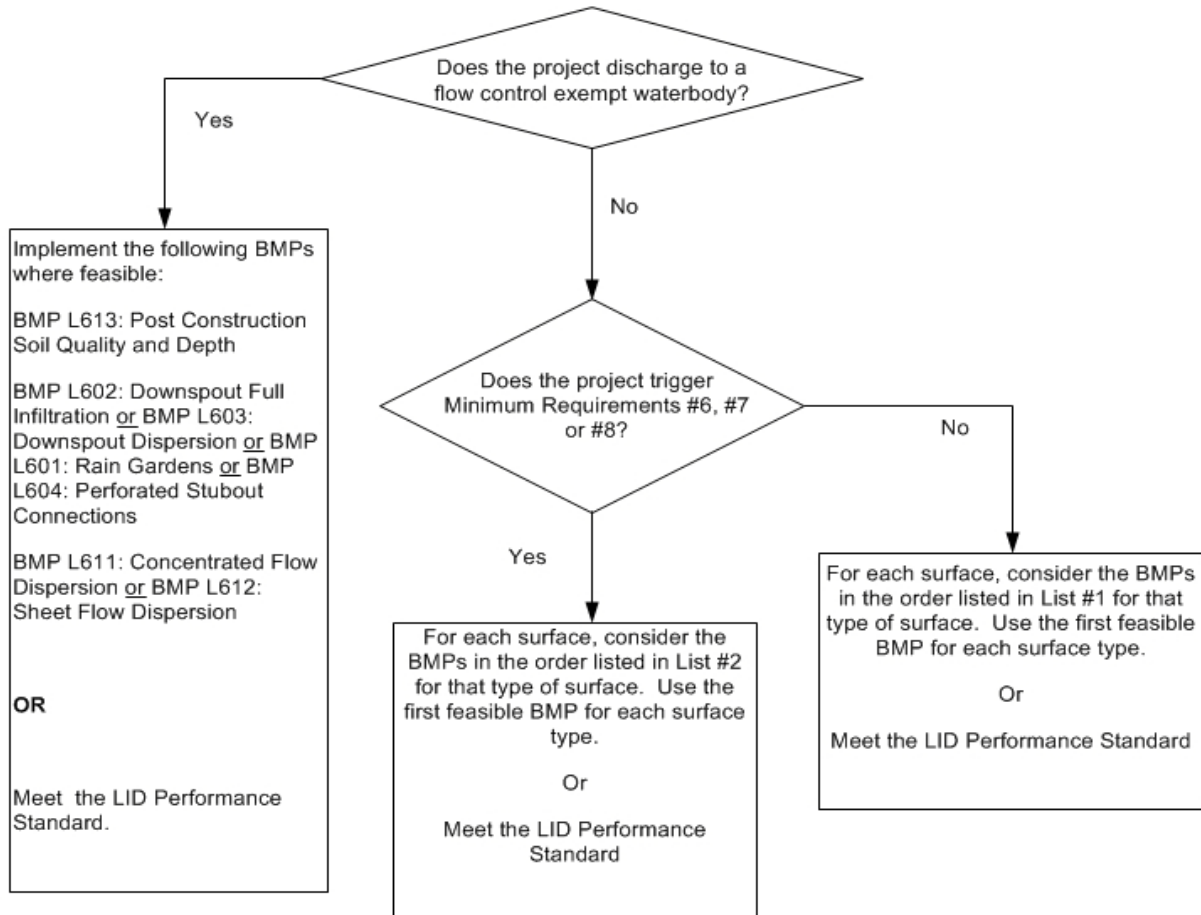 Does the project discharge to a
flow control exempt waterbody?
Yes
No
Implement the following BMPs
where feasible:
BMP L613: Post Construction
Soil Quality and Depth
BMP L602: Downspout Full
Infiltration or BMP L603:
Downspout Dispersion or BMP
L601: Rain Gardens or BMP
L604: Perforated Stubout
Connections
BMP L611: Concentrated Flow
Dispersion or BMP L612:
Sheet Flow Dispersion
OR
Meet the LID Performance
Standard.
Does the project trigger
Minimum Requirements #6, #7
or #8?
Yes
No
For each surface, consider the
BMPs in the order listed in List #2
for that type of surface. Use the
first feasible BMP for each surface
type.
Or
Meet the LID Performance
Standard
For each surface, consider the BMPs
in the order listed in List #1 for that
type of surface. Use the first feasible
BMP for each surface type.
Or
Meet the LID Performance Standard